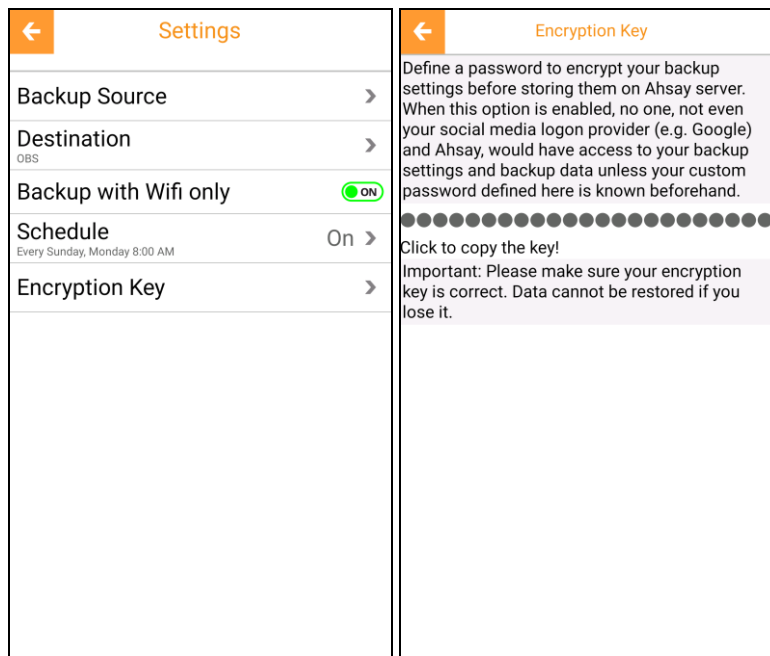 Settings
Backup Source
Destination
OBS
Backup with Wifi only
ON
Schedule
Every Sunday, Monday 8:00 AM
On
Encryption Key
Encryption Key
Define a password to encrypt your backup
settings before storing them on Ahsay server.
When this option is enabled, no one, not even
your social media logon provider (e.g. Google)
and Ahsay, would have access to your backup
settings and backup data unless your custom
password defined here is known beforehand.
Click to copy the key!
Important: Please make sure your encryption
key is correct. Data cannot be restored if you
lose it.